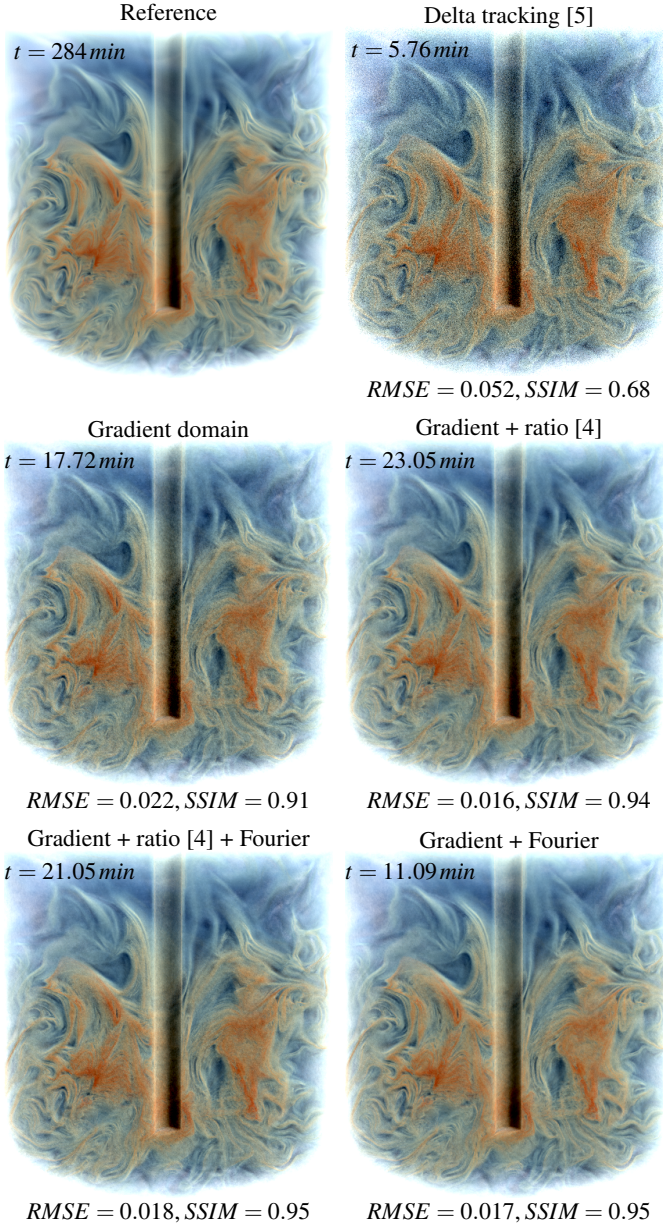 Reference
Delta tracking [5]
t = 284 min
t = 5.76 min
RMSE = 0.052, SSIM = 0.68
Gradient domain
Gradient + ratio [4]
t = 17.72 min
t = 23.05 min
RMSE = 0.022, SSIM = 0.91
RMSE = 0.016, SSIM = 0.94
Gradient + ratio [4] + Fourier
Gradient + Fourier
t = 21.05 min
t = 11.09 min
RMSE = 0.018, SSIM = 0.95
RMSE = 0.017, SSIM = 0.95